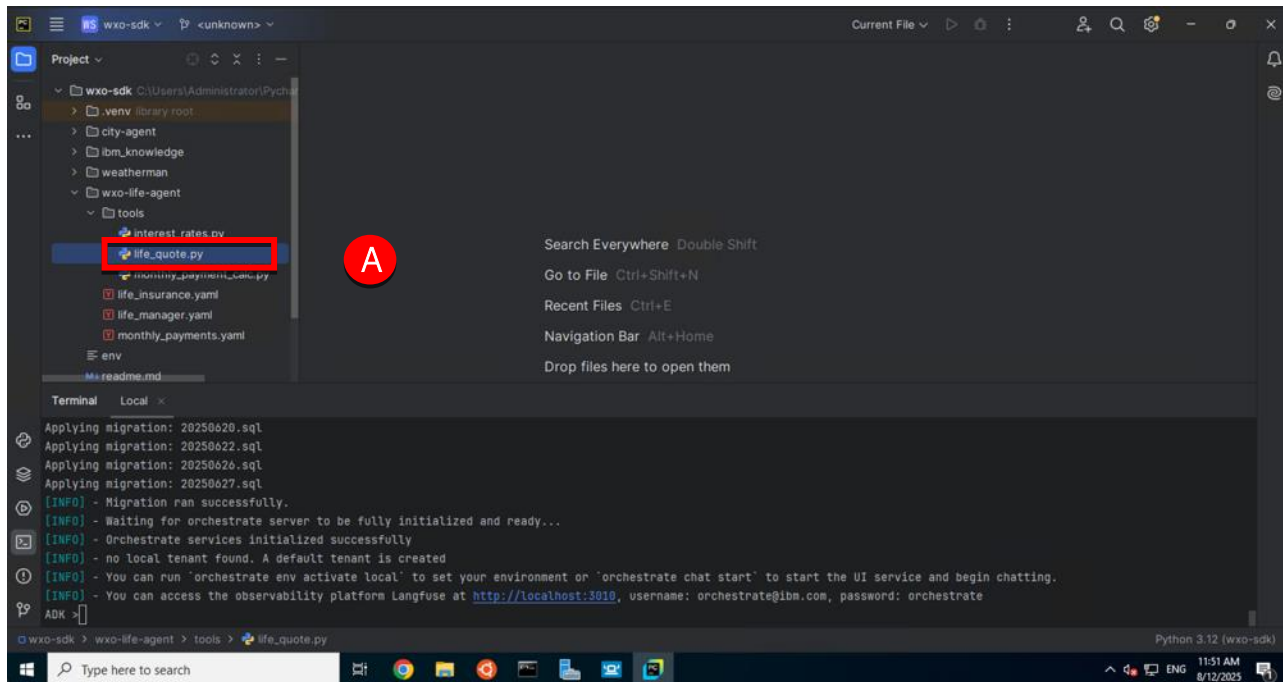 PC WS wxo-sdk <unknown> Current File
Project
wxo-sdk C:\Users\Administrator\Pychar
.venv library root
city-agent
ibm_knowledge
weatherman
wxo-life-agent
tools
interest_rates.py
life_quote.py
A
monthly_payment_calc.py
life_insurance.yaml
life_manager.yaml
monthly_payments.yaml
env
readme.md
Search Everywhere Double Shift
Go to File Ctrl+Shift+N
Recent Files Ctrl+E
Navigation Bar Alt+Home
Drop files here to open them
Terminal Local
Applying migration: 20250620.sql
Applying migration: 20250622.sql
Applying migration: 20250626.sql
Applying migration: 20250627.sql
[INFO] - Migration ran successfully.
[INFO] - Waiting for orchestrate server to be fully initialized and ready...
[INFO] - Orchestrate services initialized successfully
[INFO] - no local tenant found. A default tenant is created
[INFO] - You can run `orchestrate env activate local` to set your environment or `orchestrate chat start` to start the UI service and begin chatting.
[INFO] - You can access the observability platform Langfuse at http://localhost:3010, username: orchestrate@ibm.com, password: orchestrate
ADK >
wxo-sdk > wxo-life-agent > tools > life_quote.py Python 3.12 (wxo-sdk)
Type here to search ENG 11:51 AM
8/12/2025